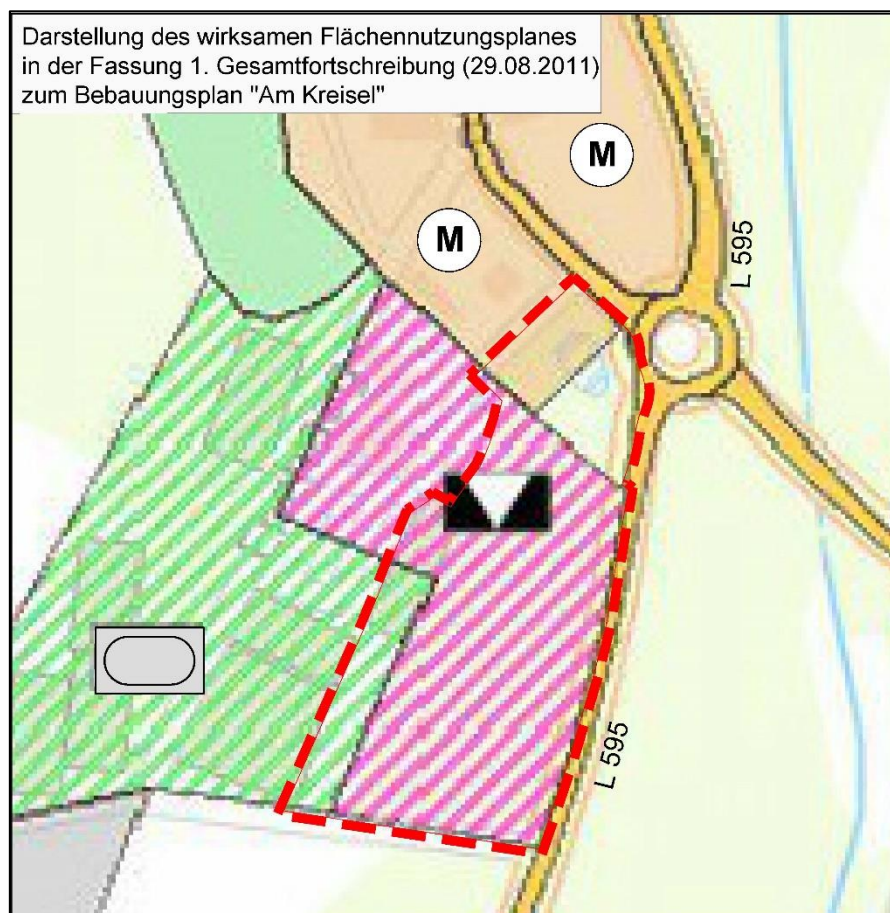 Darstellung des wirksamen Flächennutzungsplanes
in der Fassung 1. Gesamtfortschreibung (29.08.2011)
zum Bebauungsplan "Am Kreisel"
M
M
L 595
L 595